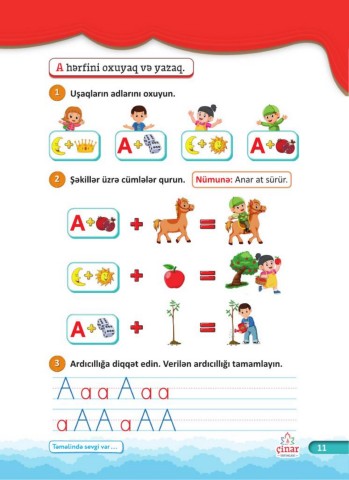 A hərfini oxuyaq və yazaq.
1 Uşaqların adlarını oxuyun.
+ A + + A +
2 Şəkillər üzrə cümlələr qurun. Nümunə: Anar at sürür.
A + + =
+ + =
A + + =
3 Ardıcıllığa diqqət edin. Verilən ardıcıllığı tamamlayın.
A a a A a a
a A A a A A
Təməlində sevgi var ...
çinar
11